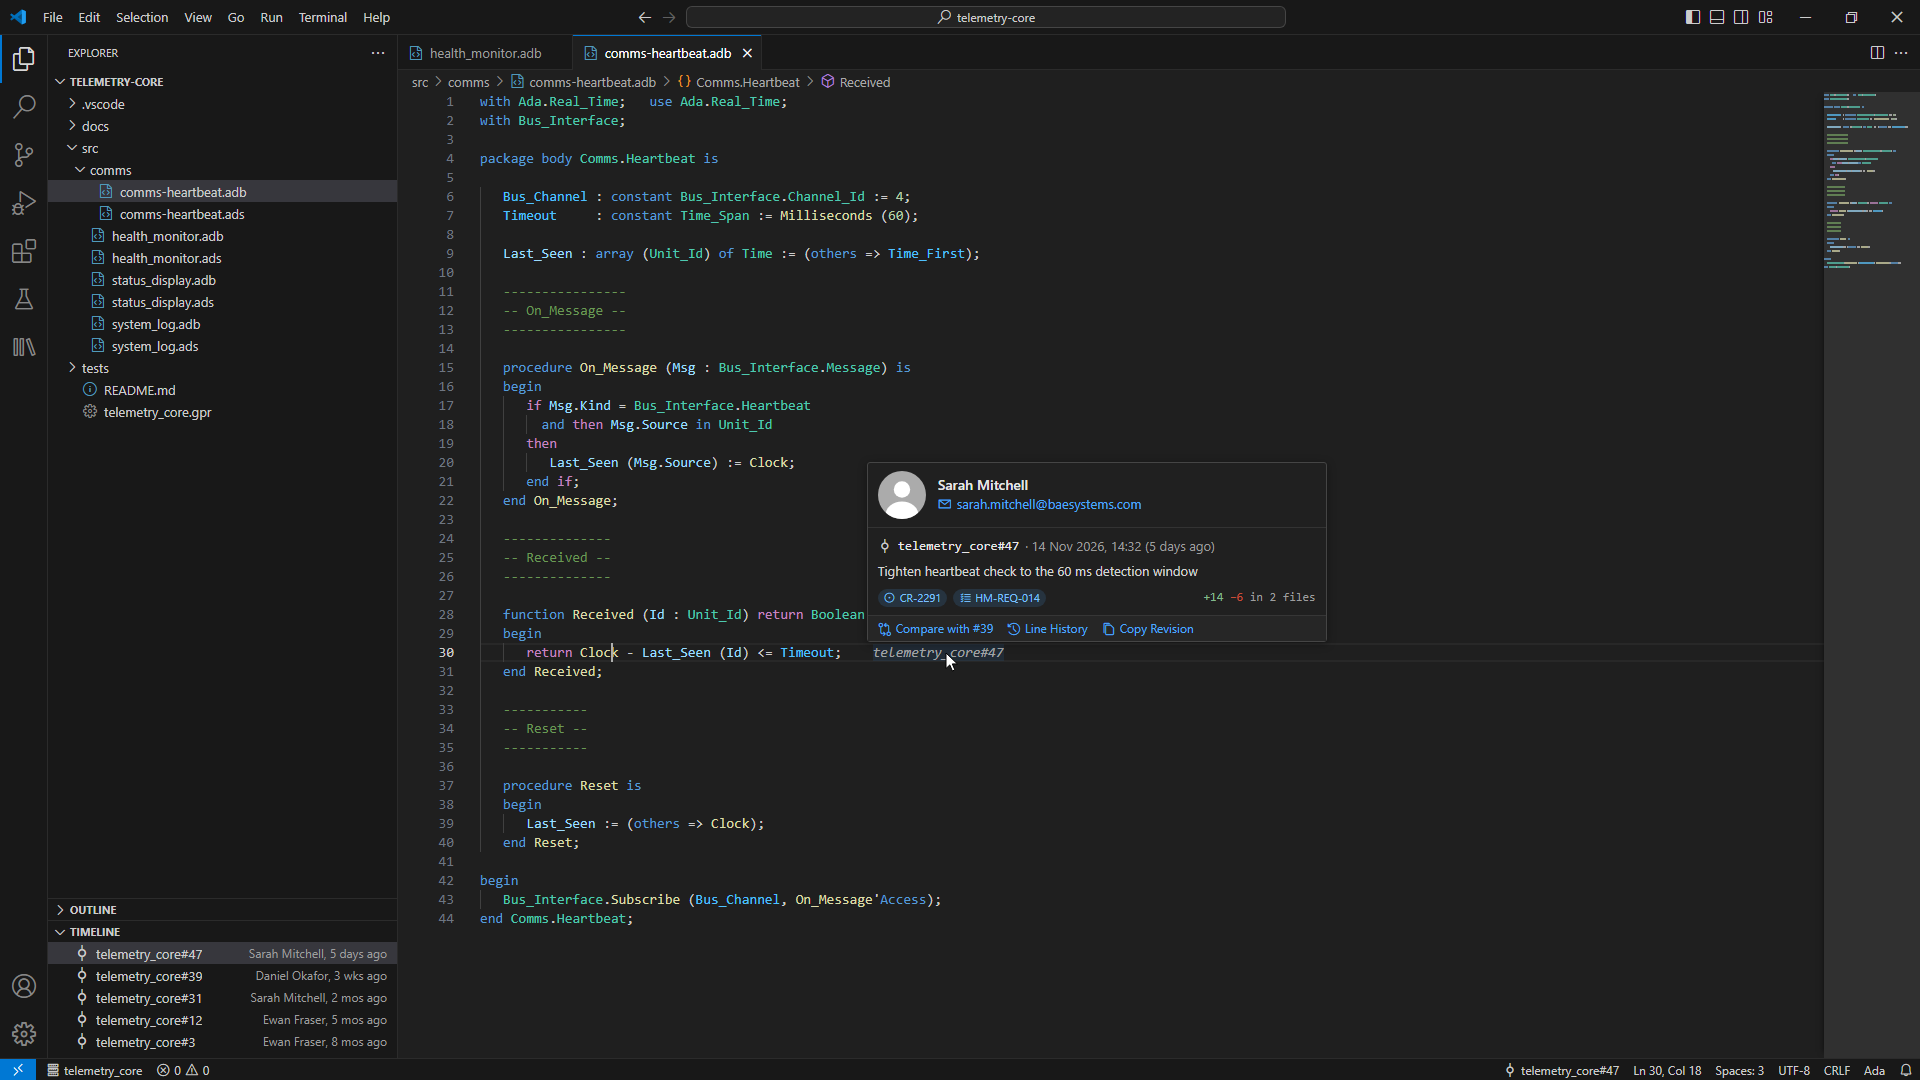 File Edit Selection View Go Run Terminal Help
telemetry-core
EXPLORER
TELEMETRY-CORE
.vscode
docs
src
comms
comms-heartbeat.adb
comms-heartbeat.ads
health_monitor.adb
health_monitor.ads
status_display.adb
status_display.ads
system_log.adb
system_log.ads
tests
README.md
telemetry_core.gpr
OUTLINE
TIMELINE
telemetry_core#47 Sarah Mitchell, 5 days ago
telemetry_core#39 Daniel Okafor, 3 wks ago
telemetry_core#31 Sarah Mitchell, 2 mos ago
telemetry_core#12 Ewan Fraser, 5 mos ago
telemetry_core#3 Ewan Fraser, 8 mos ago
health_monitor.adb comms-heartbeat.adb
src > comms > comms-heartbeat.adb > {} Comms.Heartbeat > Received
1 with Ada.Real_Time;   use Ada.Real_Time;
2 with Bus_Interface;
3
4 package body Comms.Heartbeat is
5
6    Bus_Channel : constant Bus_Interface.Channel_Id := 4;
7    Timeout     : constant Time_Span := Milliseconds (60);
8
9    Last_Seen : array (Unit_Id) of Time := (others => Time_First);
10
11    ----------------
12    -- On_Message --
13    ----------------
14
15    procedure On_Message (Msg : Bus_Interface.Message) is
16    begin
17       if Msg.Kind = Bus_Interface.Heartbeat
18         and then Msg.Source in Unit_Id
19       then
20          Last_Seen (Msg.Source) := Clock;
21       end if;
22    end On_Message;
23
24    --------------
25    -- Received --
26    --------------
27
28    function Received (Id : Unit_Id) return Boolean
29    begin
30       return Clock - Last_Seen (Id) <= Timeout;    telemetry_core#47
31    end Received;
32
33    -----------
34    -- Reset --
35    -----------
36
37    procedure Reset is
38    begin
39       Last_Seen := (others => Clock);
40    end Reset;
41
42 begin
43    Bus_Interface.Subscribe (Bus_Channel, On_Message'Access);
44 end Comms.Heartbeat;
Sarah Mitchell
sarah.mitchell@baesystems.com
telemetry_core#47 · 14 Nov 2026, 14:32 (5 days ago)
Tighten heartbeat check to the 60 ms detection window
CR-2291 HM-REQ-014 +14 −6 in 2 files
Compare with #39 Line History Copy Revision
telemetry_core 0 0 telemetry_core#47 Ln 30, Col 18 Spaces: 3 UTF-8 CRLF Ada